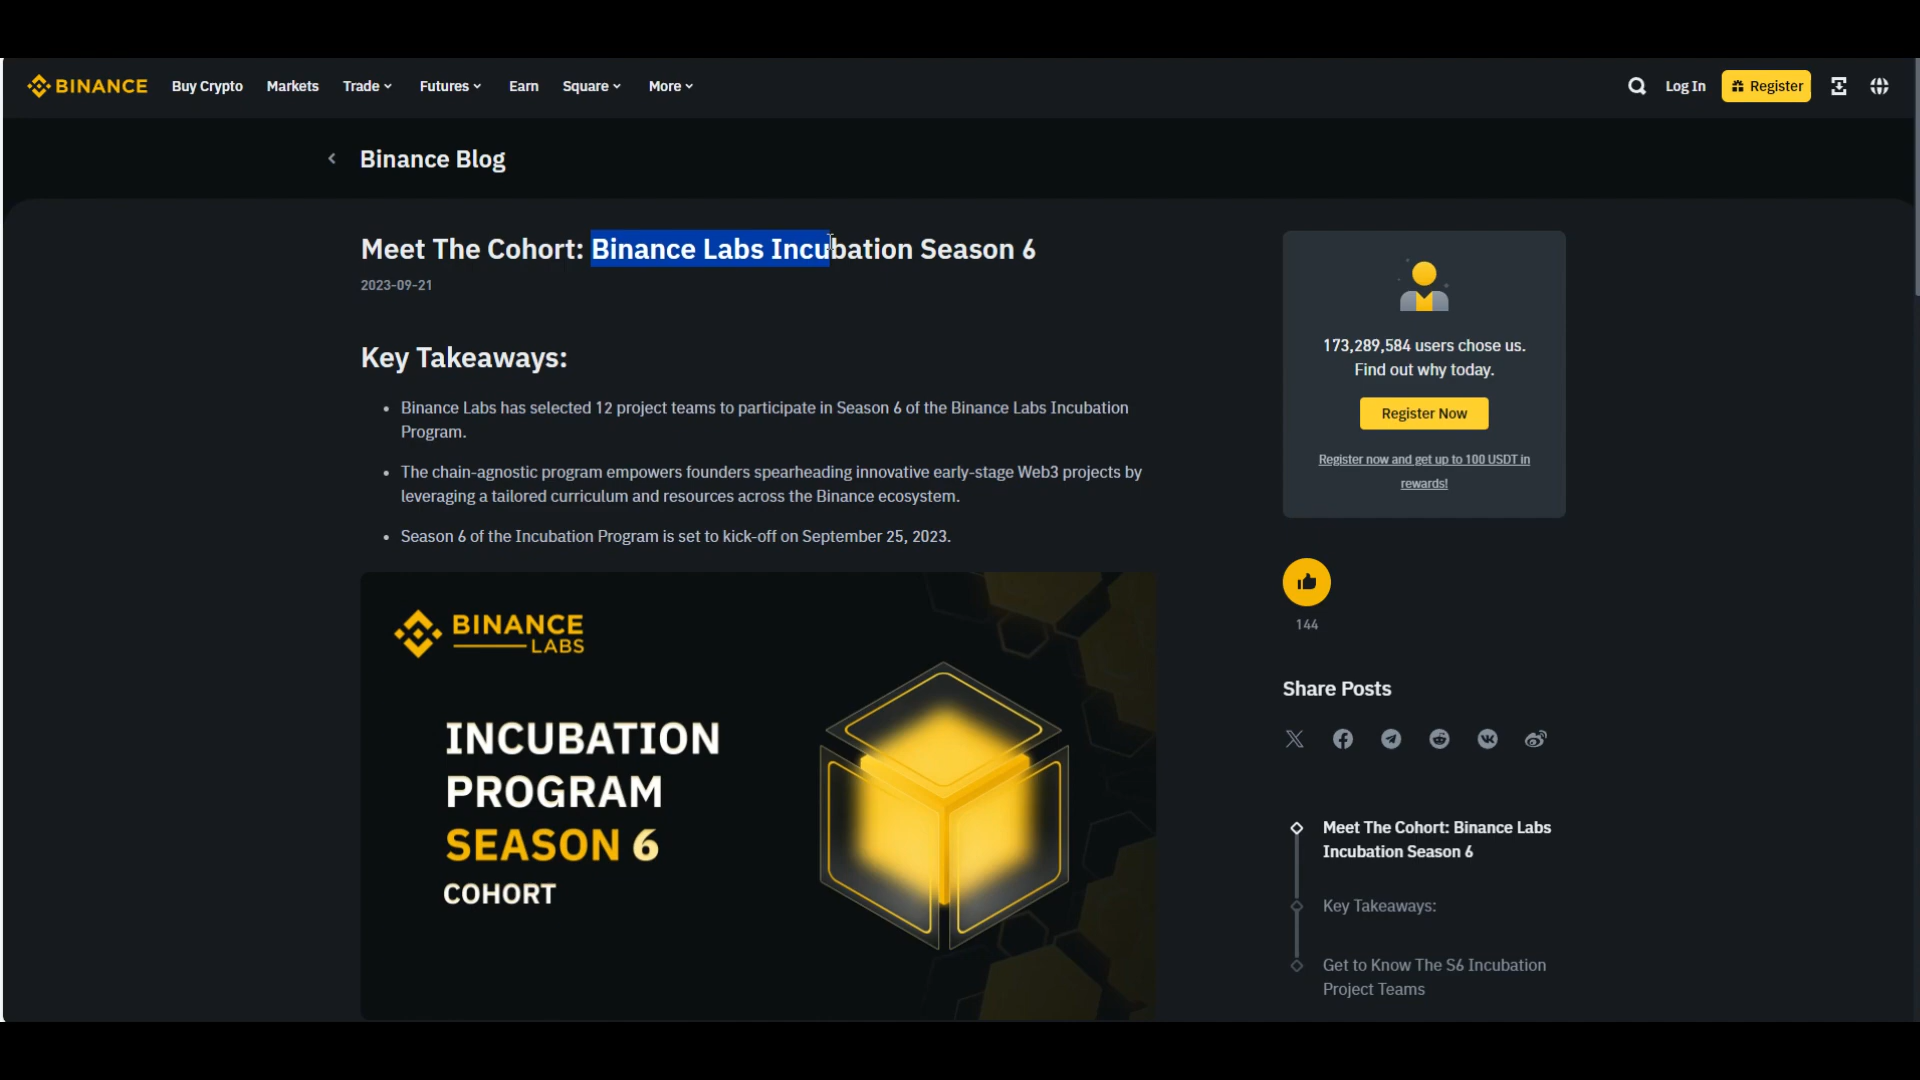 BINANCE Buy Crypto Markets Trade Futures Earn Square More Log In Register
Binance Blog
Meet The Cohort: Binance Labs Incubation Season 6
2023-09-21
Key Takeaways:
Binance Labs has selected 12 project teams to participate in Season 6 of the Binance Labs Incubation
Program.
The chain-agnostic program empowers founders spearheading innovative early-stage Web3 projects by
leveraging a tailored curriculum and resources across the Binance ecosystem.
Season 6 of the Incubation Program is set to kick-off on September 25, 2023.
BINANCE
LABS
INCUBATION
PROGRAM
SEASON 6
COHORT
173,289,584 users chose us.
Find out why today.
Register Now
Register now and get up to 100 USDT in
rewards!
144
Share Posts
Meet The Cohort: Binance Labs
Incubation Season 6
Key Takeaways:
Get to Know The S6 Incubation
Project Teams